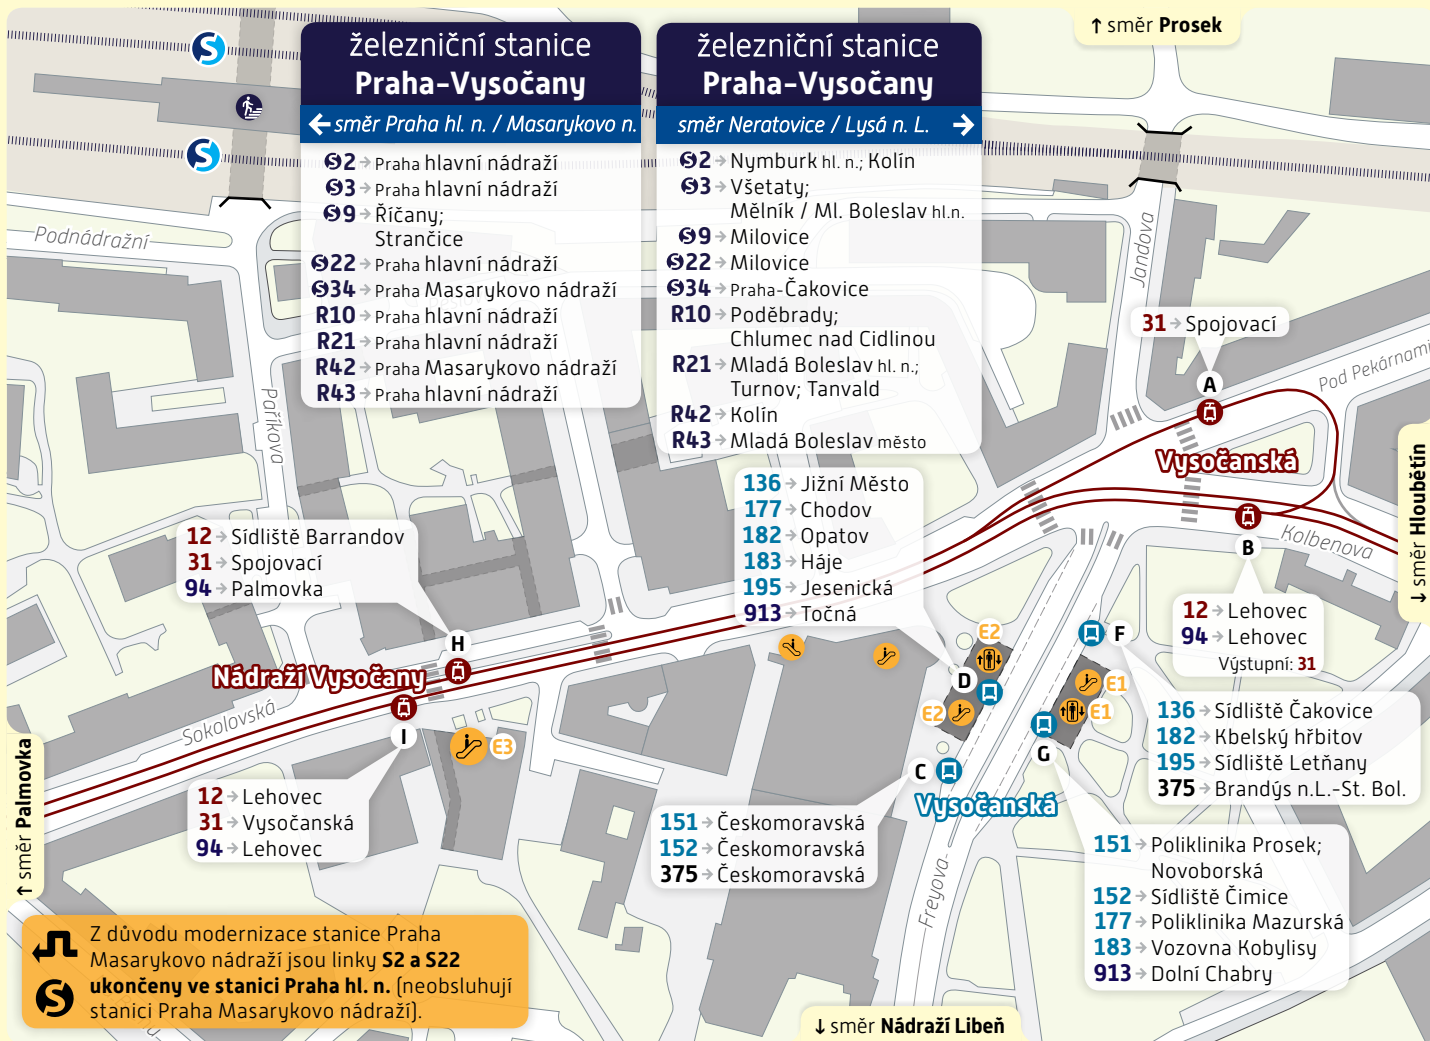 ↑ směr Prosek
železniční stanice
Praha-Vysočany
← směr Praha hl. n. / Masarykovo n.
S2 → Praha hlavní nádraží
S3 → Praha hlavní nádraží
S9 → Říčany;
Strančice
S22 → Praha hlavní nádraží
S34 → Praha Masarykovo nádraží
R10 → Praha hlavní nádraží
R21 → Praha hlavní nádraží
R42 → Praha Masarykovo nádraží
R43 → Praha hlavní nádraží
železniční stanice
Praha-Vysočany
směr Neratovice / Lysá n. L. →
S2 → Nymburk hl. n.; Kolín
S3 → Všetaty;
Mělník / Ml. Boleslav hl.n.
S9 → Milovice
S22 → Milovice
S34 → Praha-Čakovice
R10 → Poděbrady;
Chlumec nad Cidlinou
R21 → Mladá Boleslav hl. n.;
Turnov; Tanvald
R42 → Kolín
R43 → Mladá Boleslav město
S
S
Podnádražní
Jandova
Paříkova
31 → Spojovací
A
Pod Pekárnami
Vysočanská
↓ směr Hloubětín
B
Kolbenova
12 → Lehovec
94 → Lehovec
Výstupní: 31
136 → Jižní Město
177 → Chodov
182 → Opatov
183 → Háje
195 → Jesenická
913 → Točná
12 → Sídliště Barrandov
31 → Spojovací
94 → Palmovka
H
Nádraží Vysočany
Sokolovská
I
E3
E2
D
E2
F
E1
E1
G
C
Vysočanská
136 → Sídliště Čakovice
182 → Kbelský hřbitov
195 → Sídliště Letňany
375 → Brandýs n.L.-St. Bol.
↑ směr Palmovka
12 → Lehovec
31 → Vysočanská
94 → Lehovec
151 → Českomoravská
152 → Českomoravská
375 → Českomoravská
151 → Poliklinika Prosek;
Novoborská
152 → Sídliště Čimice
177 → Poliklinika Mazurská
183 → Vozovna Kobylisy
913 → Dolní Chabry
Freyova
Z důvodu modernizace stanice Praha
Masarykovo nádraží jsou linky S2 a S22
ukončeny ve stanici Praha hl. n. (neobsluhují
stanici Praha Masarykovo nádraží).
S
↓ směr Nádraží Libeň